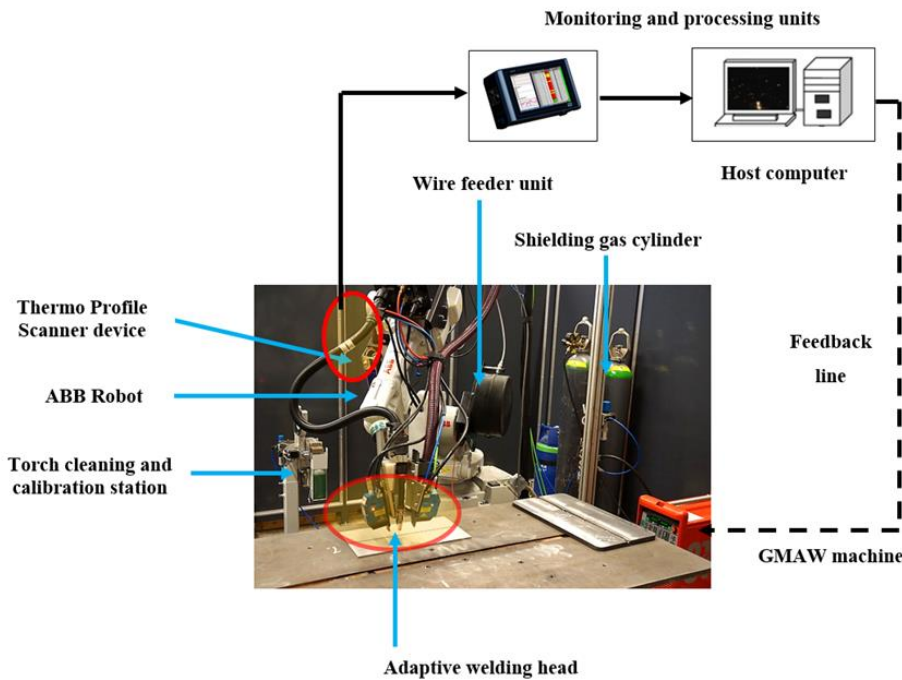 Monitoring and processing units
Host computer
Wire feeder unit
Shielding gas cylinder
Thermo Profile
Scanner device
Feedback
line
ABB Robot
ABB
Torch cleaning and
calibration station
GMAW machine
Adaptive welding head